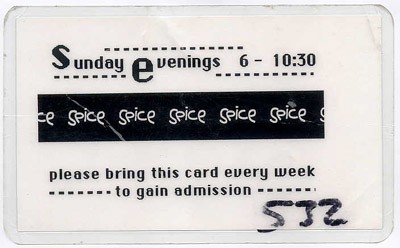 Sunday Evenings 6 - 10:30
ce spice spice spice spice spice s
please bring this card every week
to gain admission
532